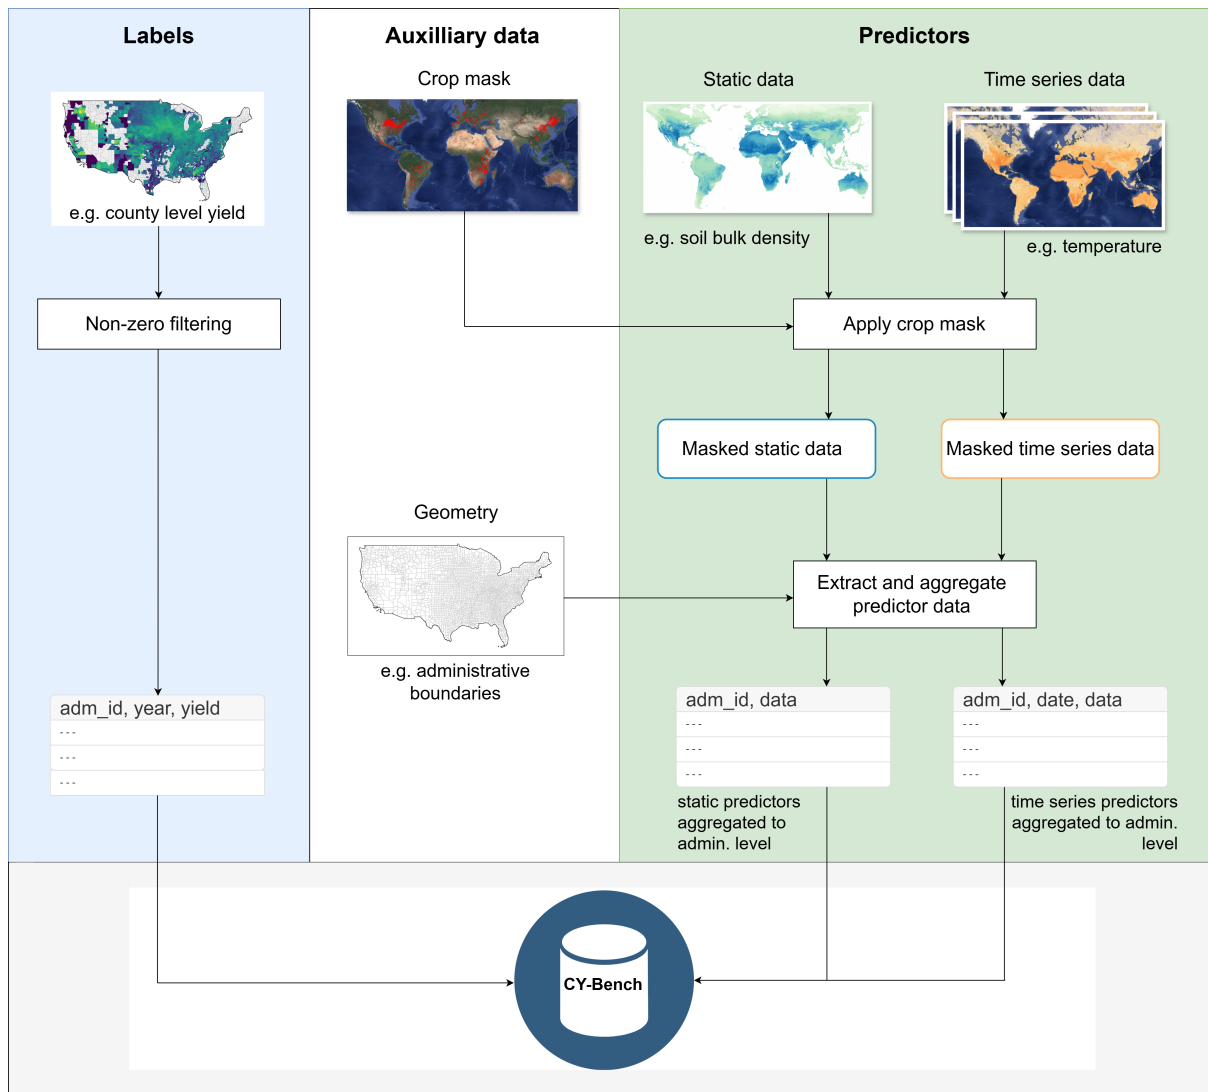 Labels
Auxilliary data
Predictors
Crop mask
Static data
Time series data
e.g. county level yield
e.g. soil bulk density
e.g. temperature
Non-zero filtering
Apply crop mask
Masked static data
Masked time series data
Geometry
Extract and aggregate
predictor data
e.g. administrative
boundaries
adm_id, year, yield
---
---
---
adm_id, data
---
---
---
adm_id, date, data
---
---
---
static predictors
aggregated to
admin. level
time series predictors
aggregated to admin.
level
CY-Bench